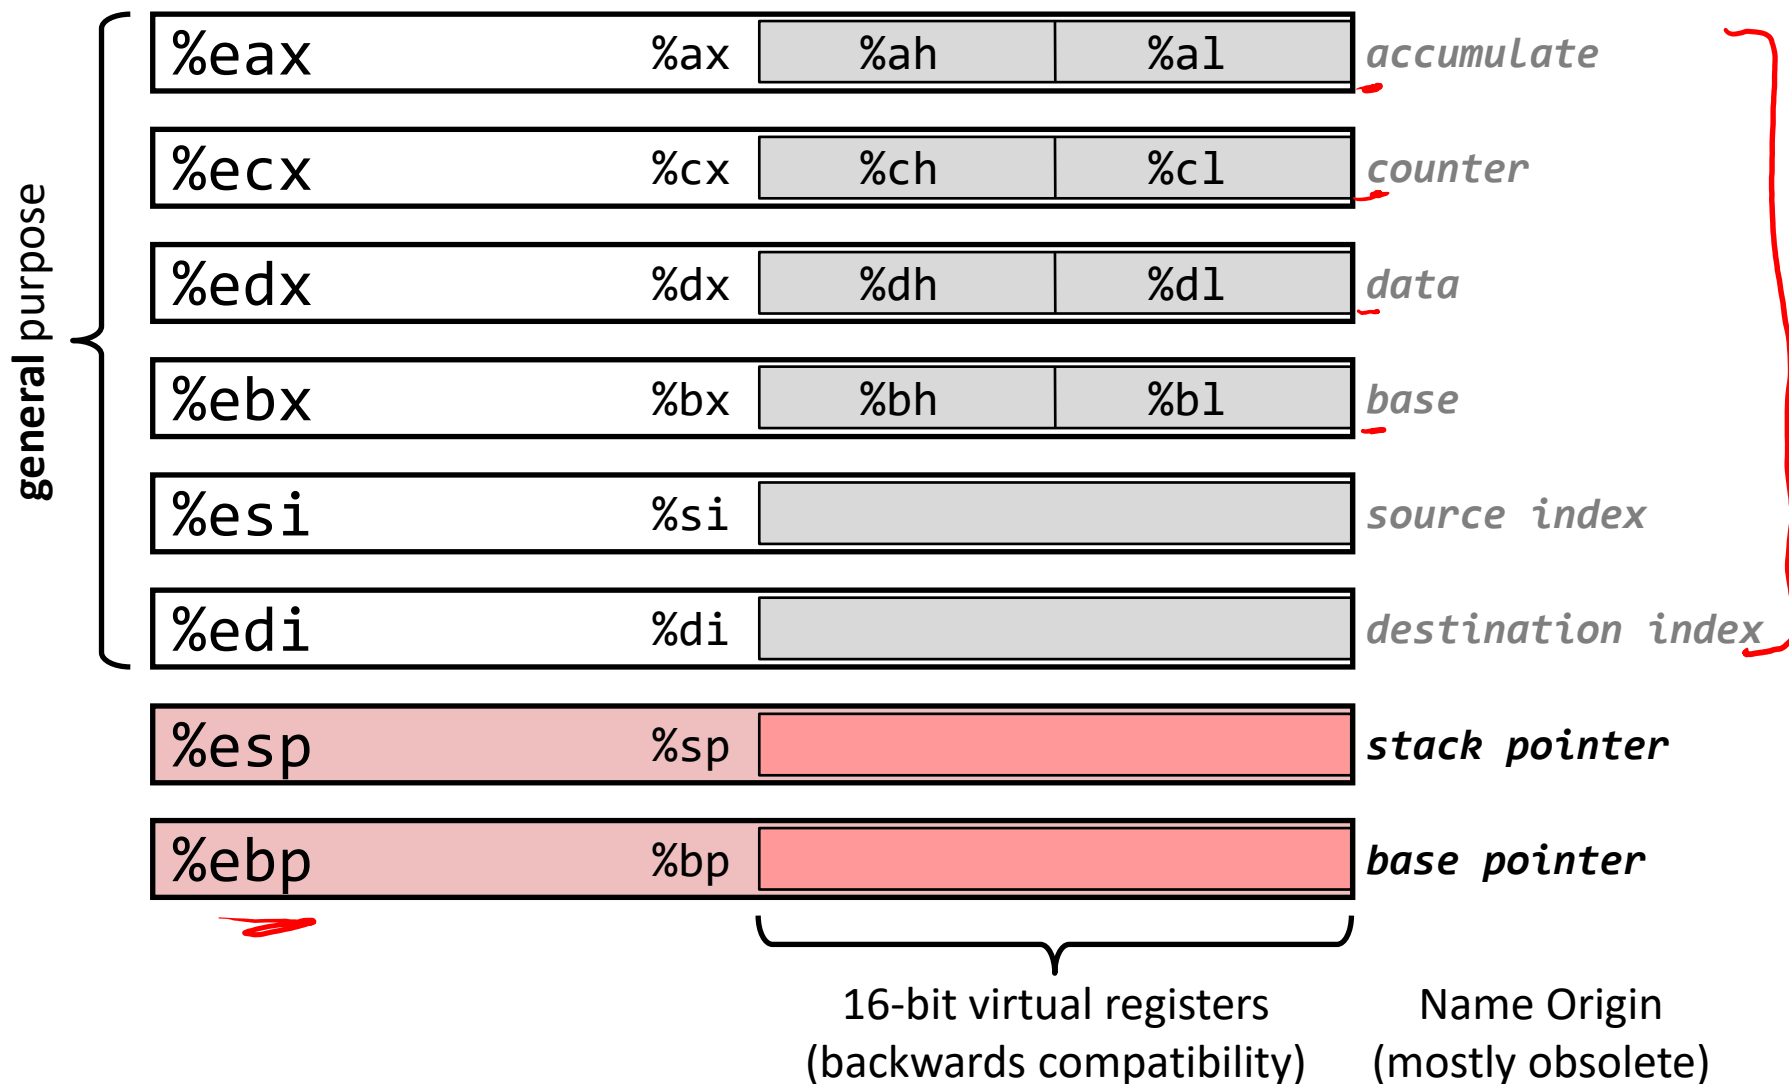 general purpose
%eax %ax %ah %al accumulate
%ecx %cx %ch %cl counter
%edx %dx %dh %dl data
%ebx %bx %bh %bl base
%esi %si source index
%edi %di destination index
%esp %sp stack pointer
%ebp %bp base pointer
16-bit virtual registers
(backwards compatibility)
Name Origin
(mostly obsolete)